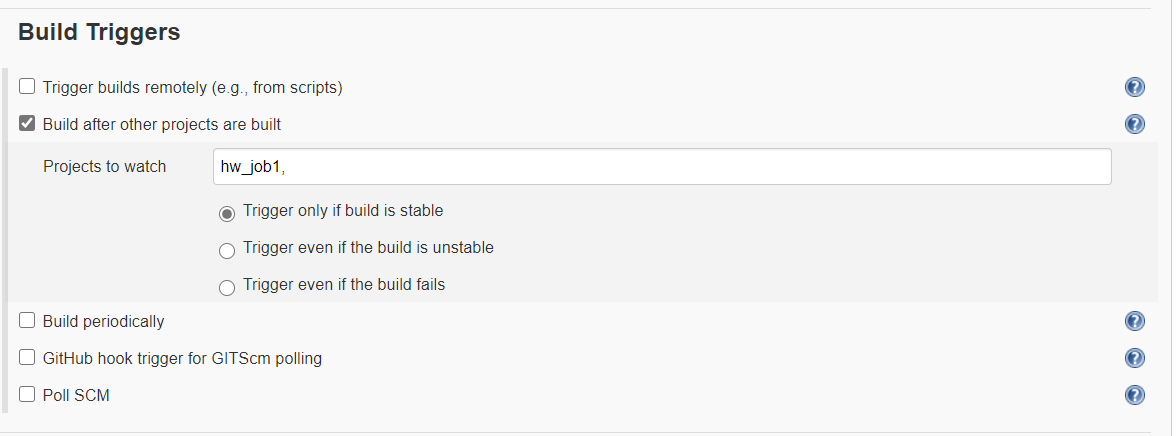 Build Triggers
Trigger builds remotely (e.g., from scripts)
Build after other projects are built
Projects to watch hw_job1,
Trigger only if build is stable
Trigger even if the build is unstable
Trigger even if the build fails
Build periodically
GitHub hook trigger for GITScm polling
Poll SCM